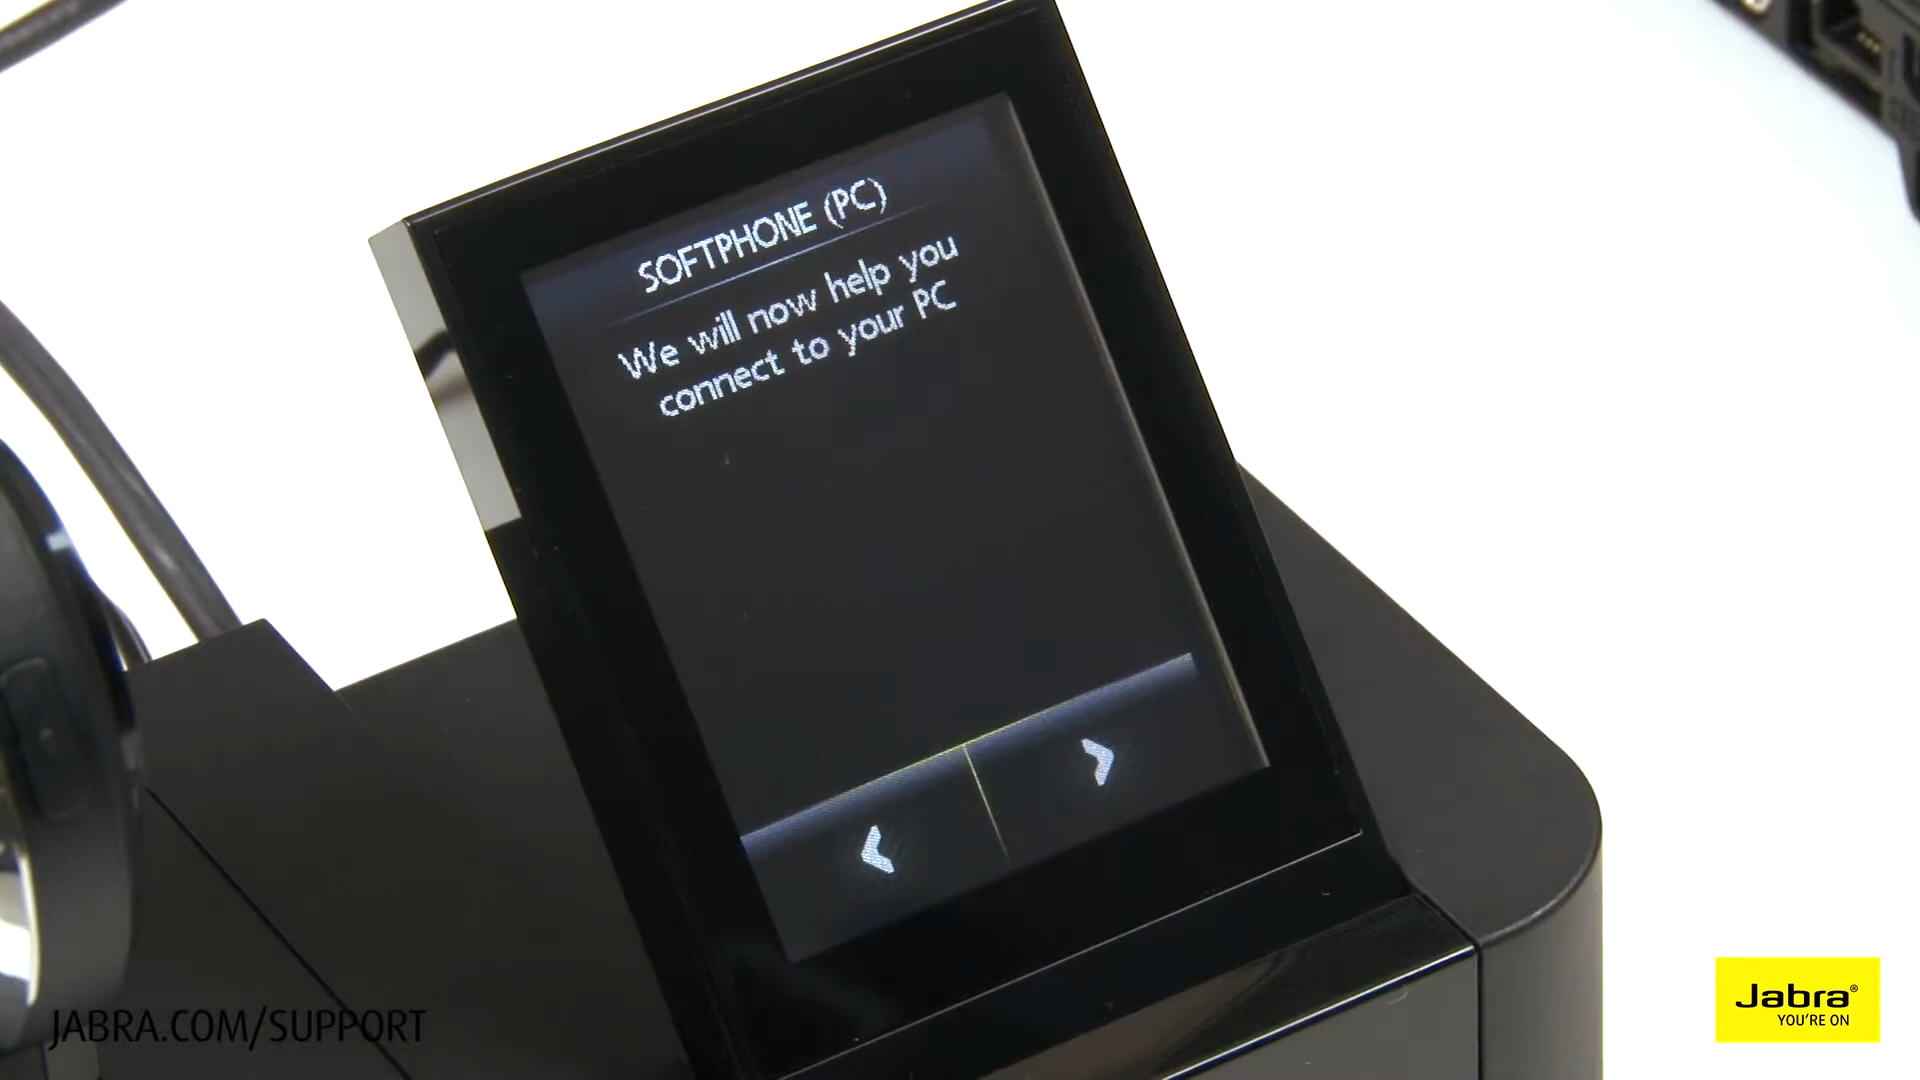 SOFTPHONE (PC)
We will now help you
connect to your PC
JABRA.COM/SUPPORT
Jabra®
YOU'RE ON